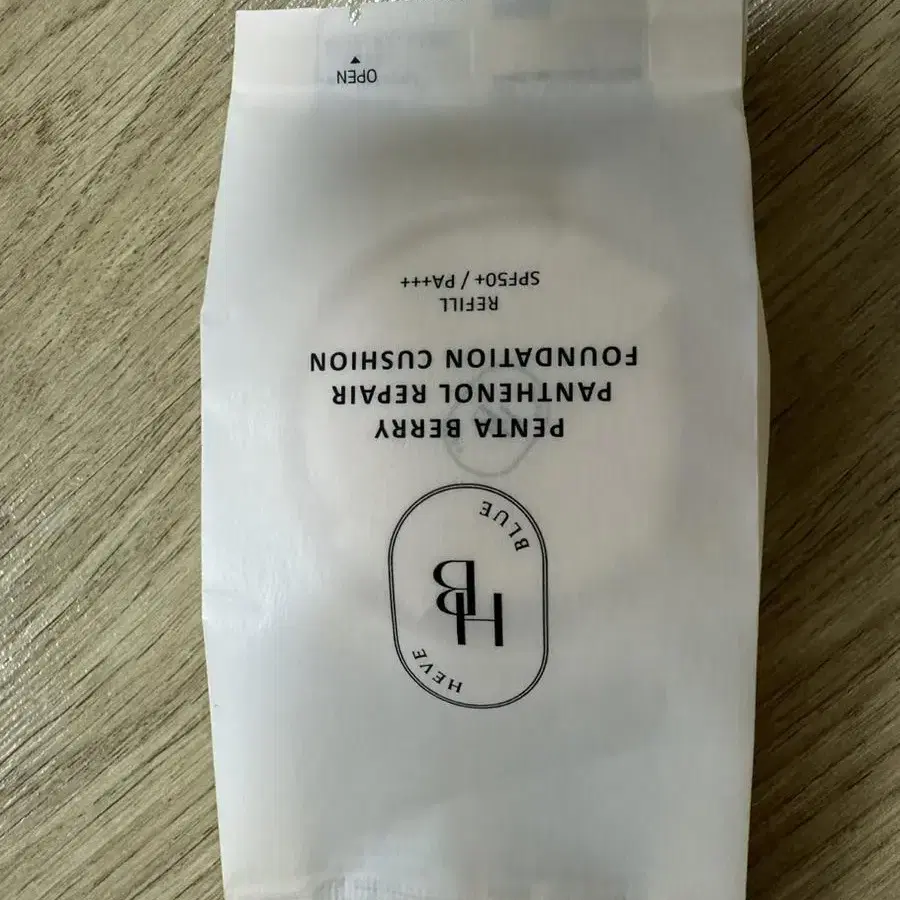 HEVE
HB
BLUE
PENTA BERRY
PANTHENOL REPAIR
FOUNDATION CUSHION
REFILL
SPF50+ / PA+++
OPEN